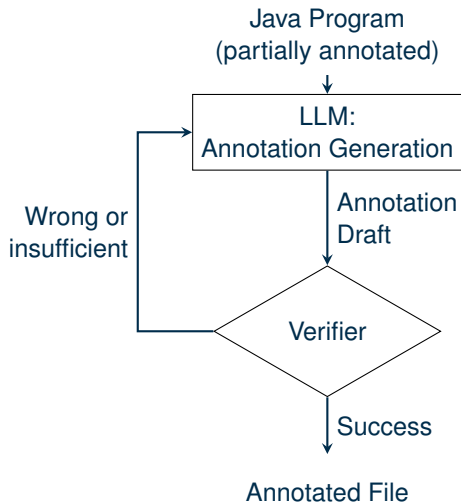 Java Program
(partially annotated)
LLM:
Annotation Generation
Wrong or
insufficient
Annotation
Draft
Verifier
Success
Annotated File